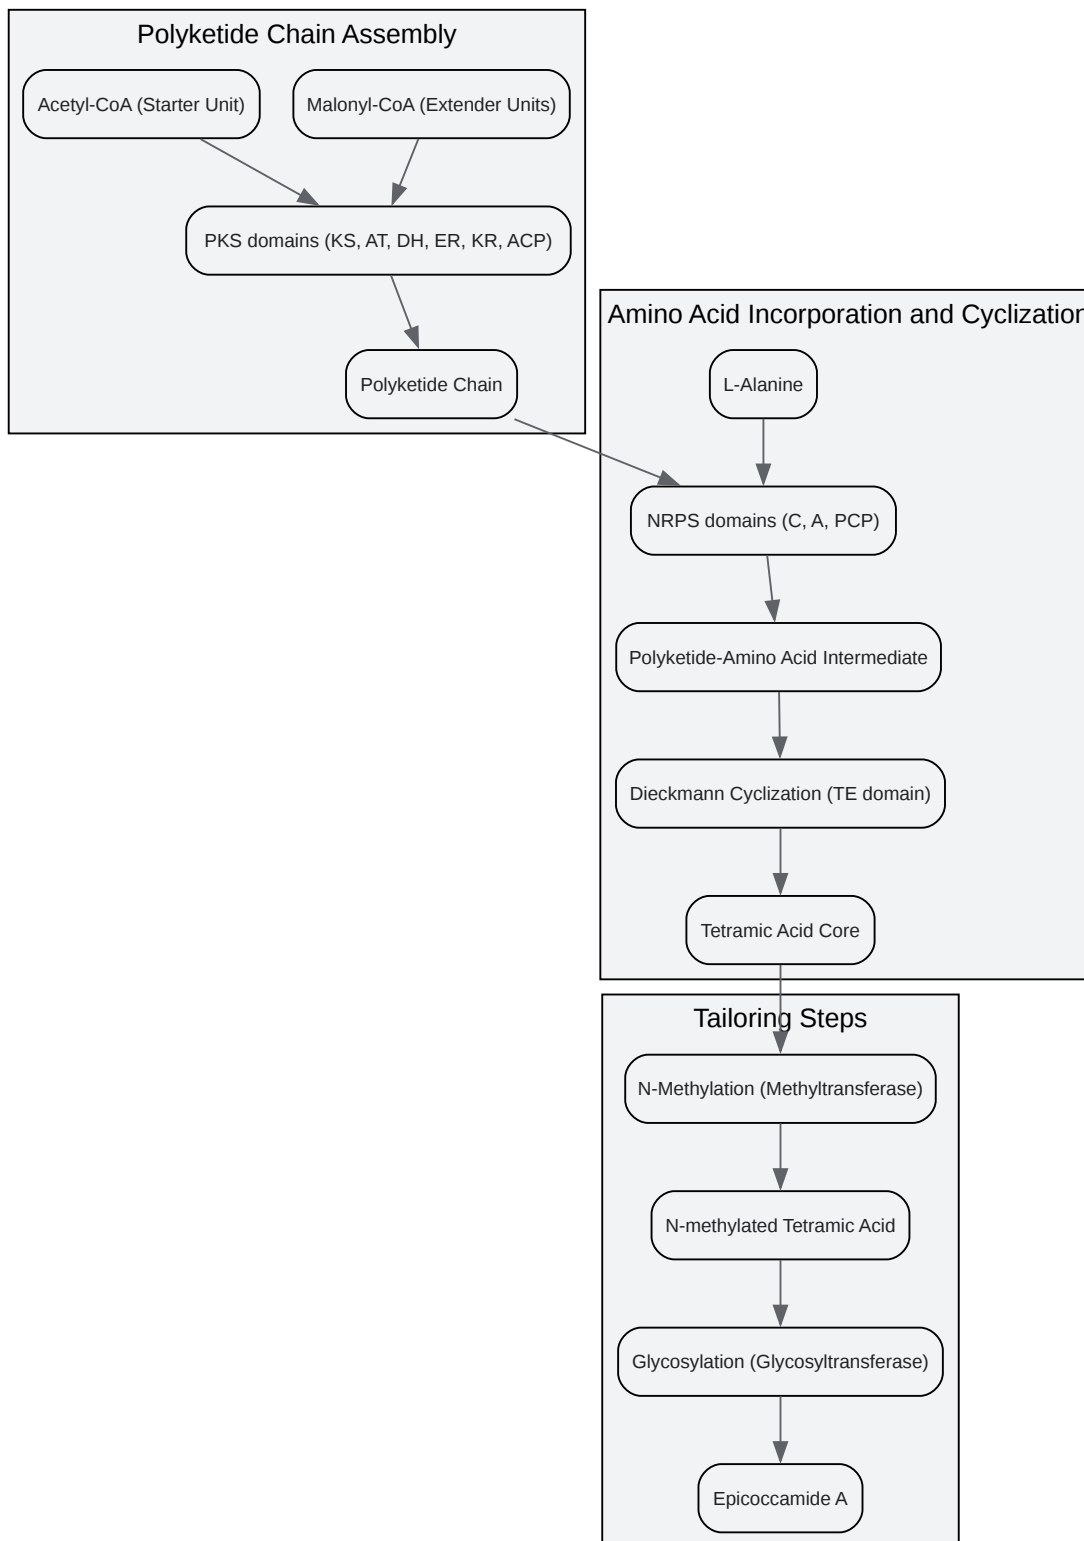 Polyketide Chain Assembly
Acetyl-CoA (Starter Unit)
Malonyl-CoA (Extender Units)
PKS domains (KS, AT, DH, ER, KR, ACP)
Polyketide Chain
Amino Acid Incorporation and Cyclization
L-Alanine
NRPS domains (C, A, PCP)
Polyketide-Amino Acid Intermediate
Dieckmann Cyclization (TE domain)
Tetramic Acid Core
Tailoring Steps
N-Methylation (Methyltransferase)
N-methylated Tetramic Acid
Glycosylation (Glycosyltransferase)
Epicoccamide A